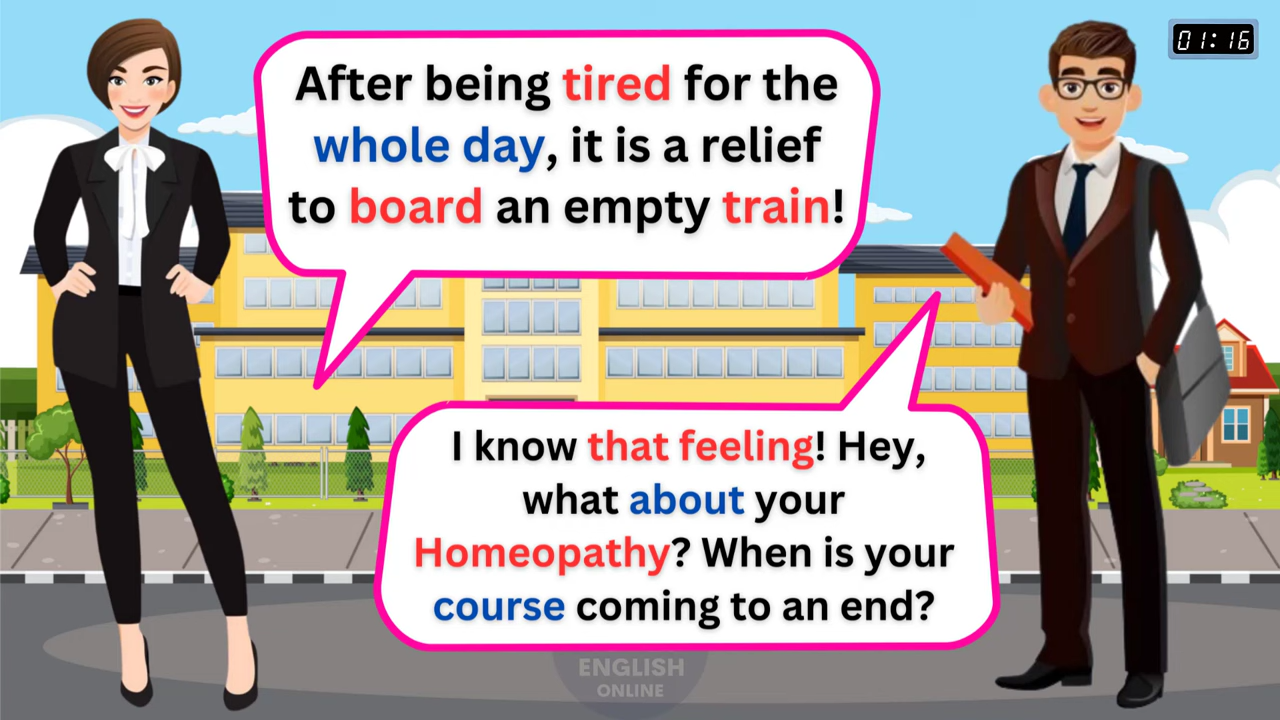 01:16
After being tired for the
whole day, it is a relief
to board an empty train!
I know that feeling! Hey,
what about your
Homeopathy? When is your
course coming to an end?
ENGLISH
ONLINE